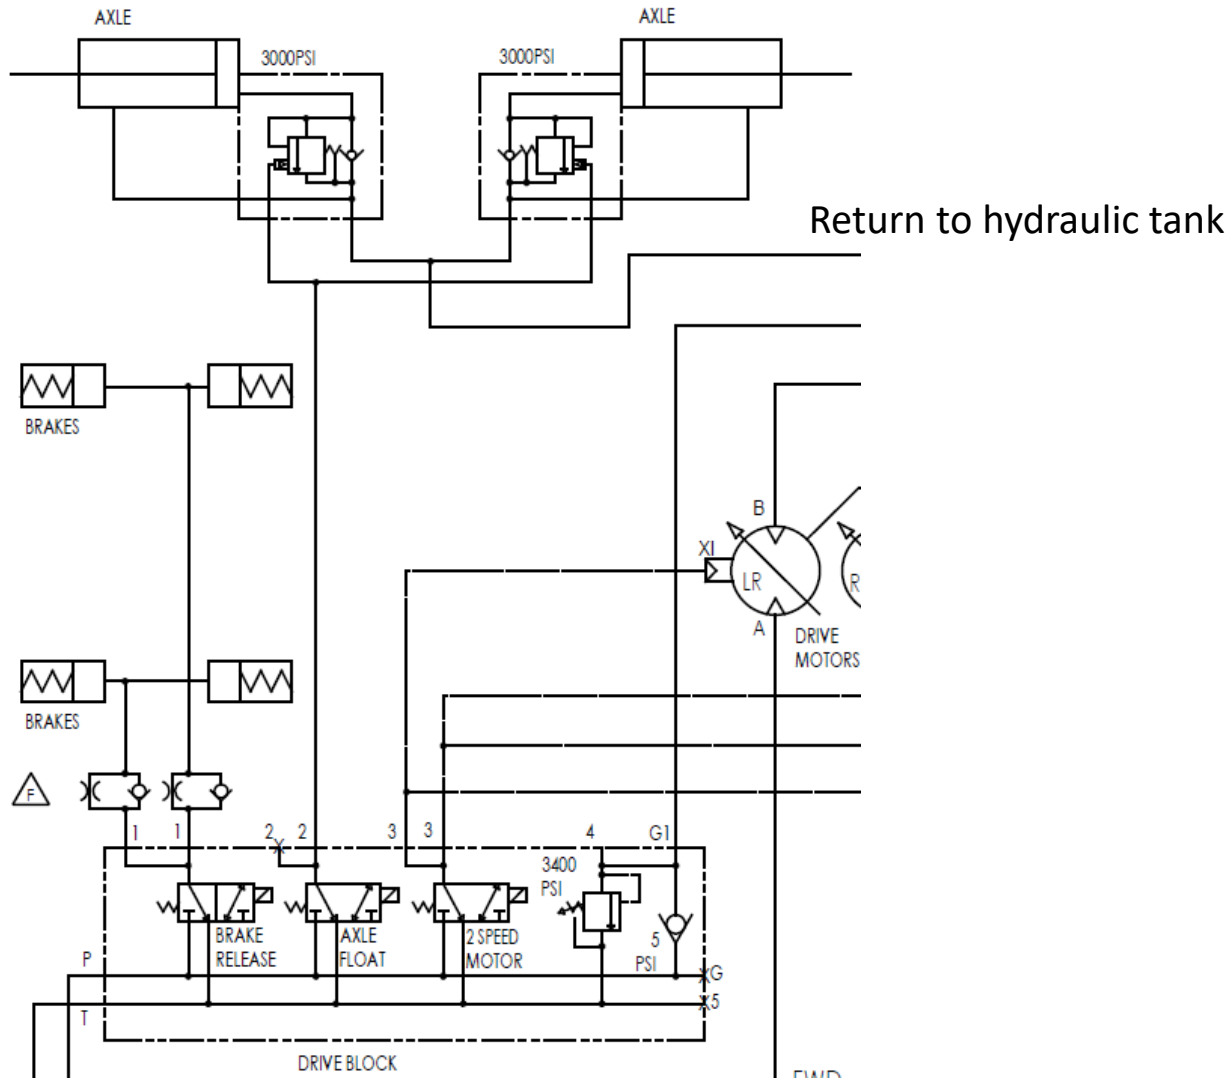 AXLE
AXLE
3000PSI
3000PSI
Return to hydraulic tank
BRAKES
B
XI
LR
R
A
DRIVE
MOTORS
BRAKES
F
1
1
2
2
3
3
4
G1
3400
PSI
5
PSI
BRAKE
RELEASE
AXLE
FLOAT
2 SPEED
MOTOR
P
G
5
T
DRIVE BLOCK
FWD